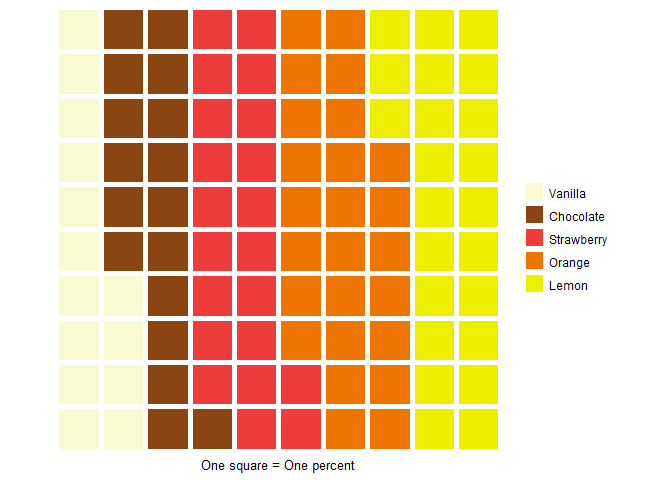 Vanilla
Chocolate
Strawberry
Orange
Lemon
One square = One percent